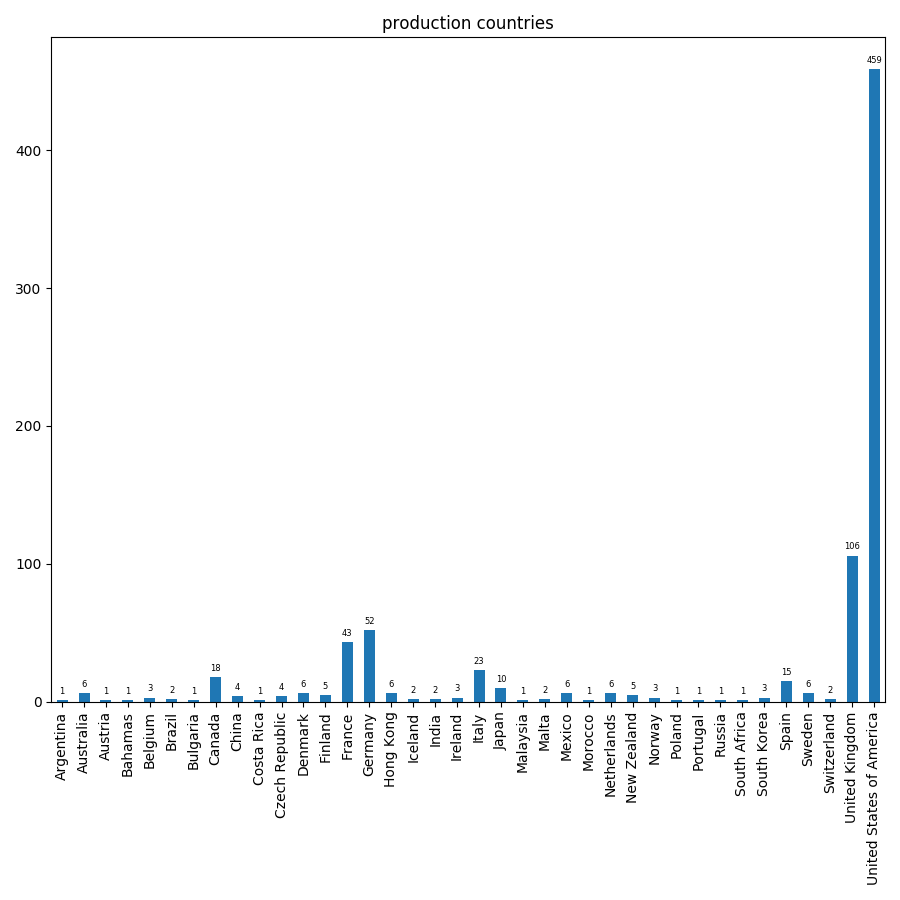 production countries
400
300
200
100
0
459
106
52
43
23
18
15
10
1
6
1
1
3
2
1
4
1
4
6
5
6
2
2
3
1
2
6
1
6
5
3
1
1
1
1
3
6
2
Argentina
Australia
Austria
Bahamas
Belgium
Brazil
Bulgaria
Canada
China
Costa Rica
Czech Republic
Denmark
Finland
France
Germany
Hong Kong
Iceland
India
Ireland
Italy
Japan
Malaysia
Malta
Mexico
Morocco
Netherlands
New Zealand
Norway
Poland
Portugal
Russia
South Africa
South Korea
Spain
Sweden
Switzerland
United Kingdom
United States of America